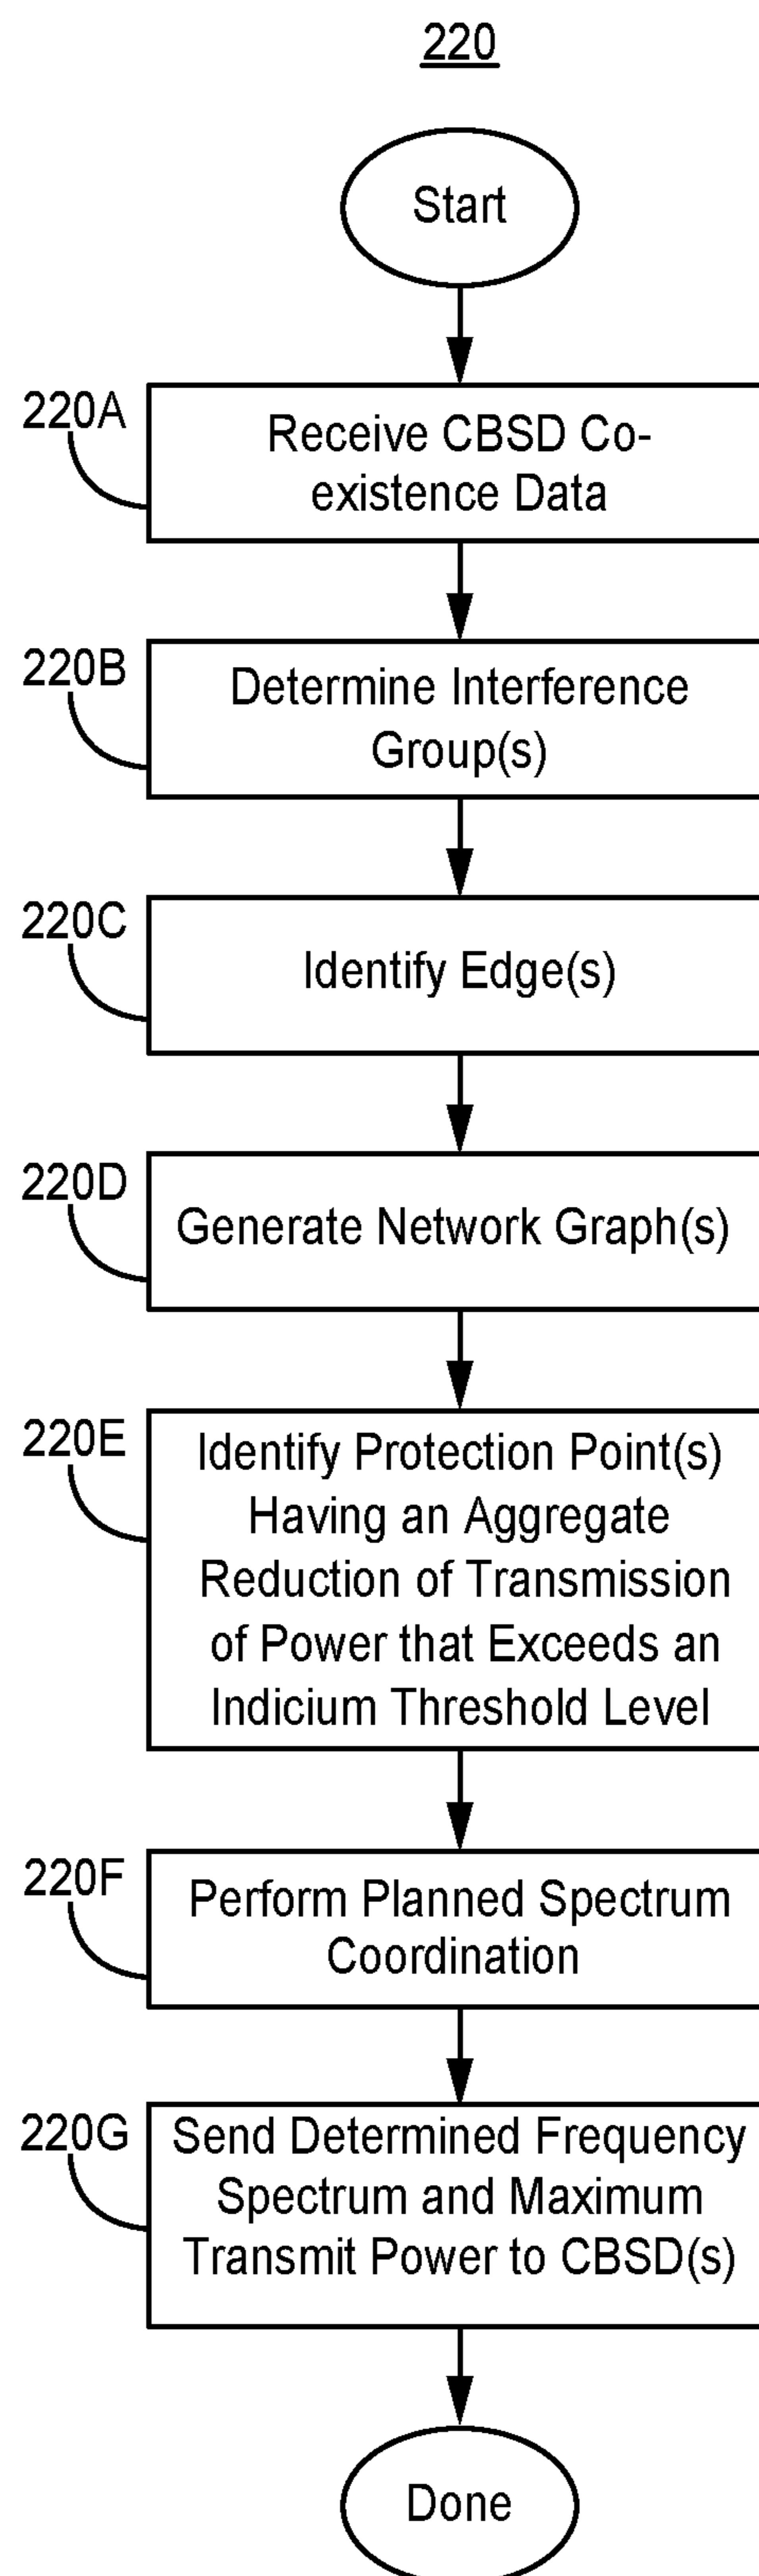 220
Start
220A
Receive CBSD Co-
existence Data
220B
Determine Interference
Group(s)
220C
Identify Edge(s)
220D
Generate Network Graph(s)
220E
Identify Protection Point(s)
Having an Aggregate
Reduction of Transmission
of Power that Exceeds an
Indicium Threshold Level
220F
Perform Planned Spectrum
Coordination
220G
Send Determined Frequency
Spectrum and Maximum
Transmit Power to CBSD(s)
Done